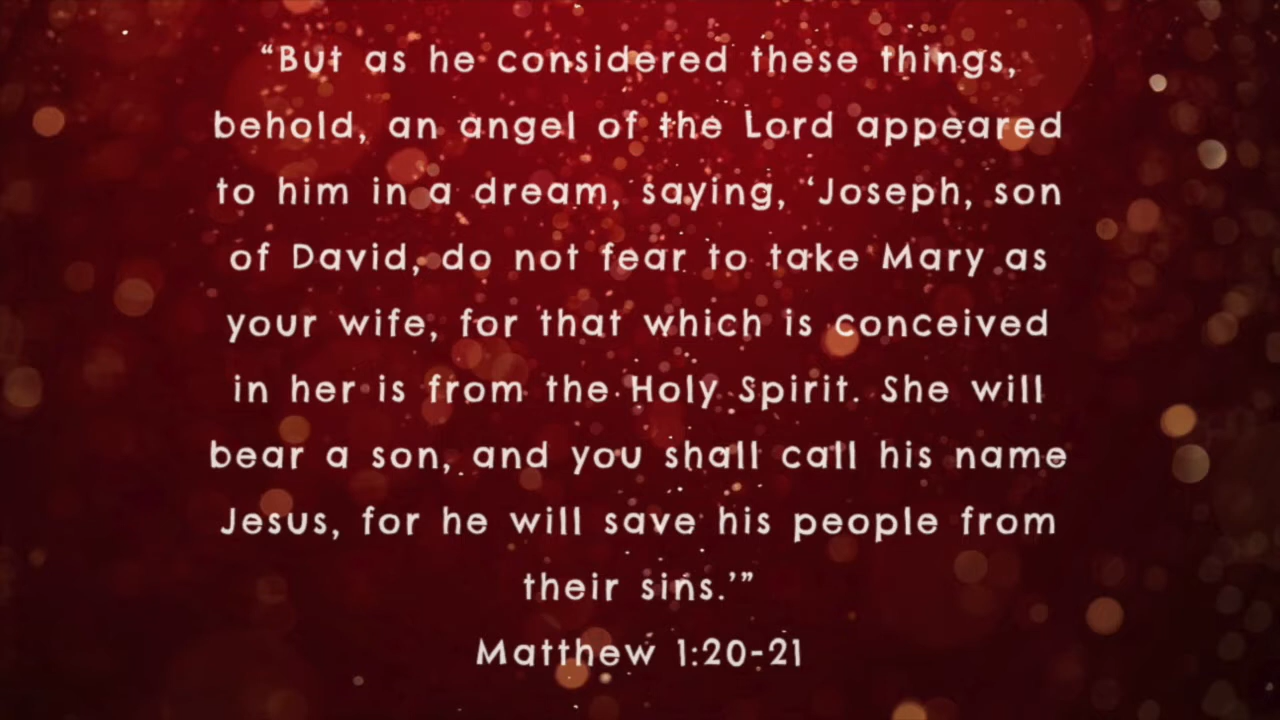 “But as he considered these things,
behold, an angel of the Lord appeared
to him in a dream, saying, ‘Joseph, son
of David, do not fear to take Mary as
your wife, for that which is conceived
in her is from the Holy Spirit. She will
bear a son, and you shall call his name
Jesus, for he will save his people from
their sins.’”
Matthew 1:20-21